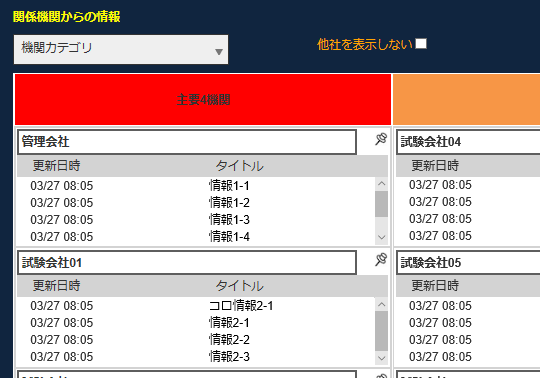 関係機関からの情報
機関カテゴリ
他社を表示しない
主要4機関
管理会社
更新日時 タイトル
03/27 08:05 情報1-1
03/27 08:05 情報1-2
03/27 08:05 情報1-3
03/27 08:05 情報1-4
試験会社01
更新日時 タイトル
03/27 08:05 コロ情報2-1
03/27 08:05 情報2-1
03/27 08:05 情報2-2
03/27 08:05 情報2-3
試験会社04
更新日時
03/27 08:05
03/27 08:05
03/27 08:05
03/27 08:05
試験会社05
更新日時
03/27 08:05
03/27 08:05
03/27 08:05
03/27 08:05